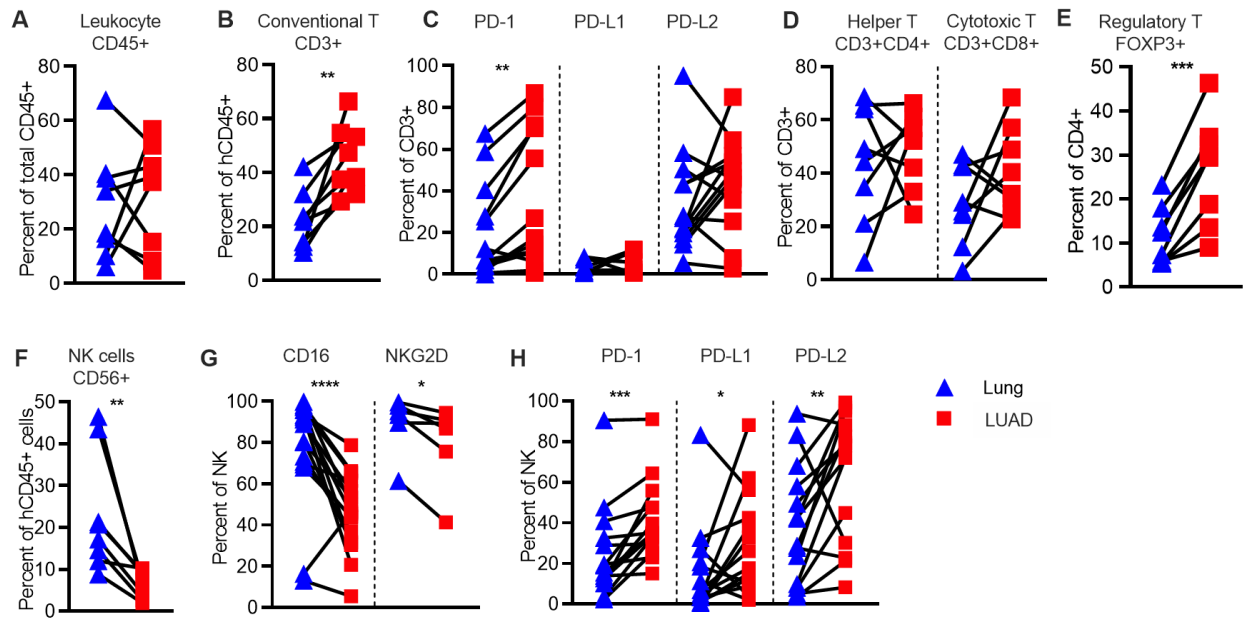 A
Leukocyte
CD45+
Percent of total CD45+
80
60
40
20
0
B
Conventional T
CD3+
**
Percent of hCD45+
80
60
40
20
0
C
PD-1
PD-L1
PD-L2
**
Percent of CD3+
100
80
60
40
20
0
D
Helper T
CD3+CD4+
Cytotoxic T
CD3+CD8+
Percent of CD3+
80
60
40
20
0
E
Regulatory T
FOXP3+
***
Percent of CD4+
50
40
30
20
10
0
F
NK cells
CD56+
**
Percent of hCD45+ cells
50
40
30
20
10
0
G
CD16
NKG2D
****
*
Percent of NK
100
80
60
40
20
0
H
PD-1
PD-L1
PD-L2
***
*
**
Percent of NK
100
80
60
40
20
0
Lung
LUAD